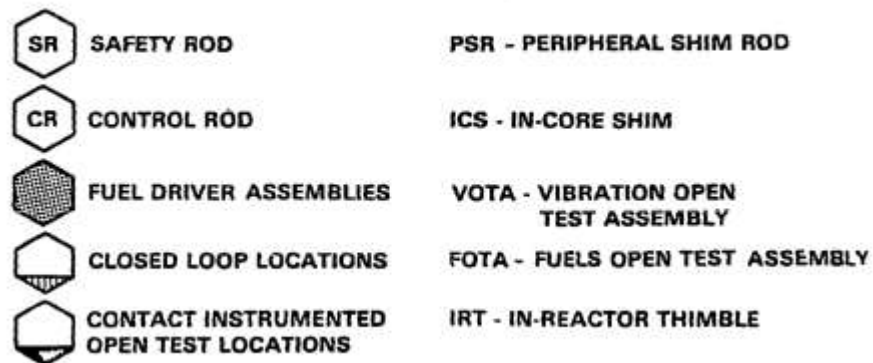 SR SAFETY ROD
CR CONTROL ROD
FUEL DRIVER ASSEMBLIES
CLOSED LOOP LOCATIONS
CONTACT INSTRUMENTED
OPEN TEST LOCATIONS
PSR - PERIPHERAL SHIM ROD
ICS - IN-CORE SHIM
VOTA - VIBRATION OPEN
TEST ASSEMBLY
FOTA - FUELS OPEN TEST ASSEMBLY
IRT - IN-REACTOR THIMBLE